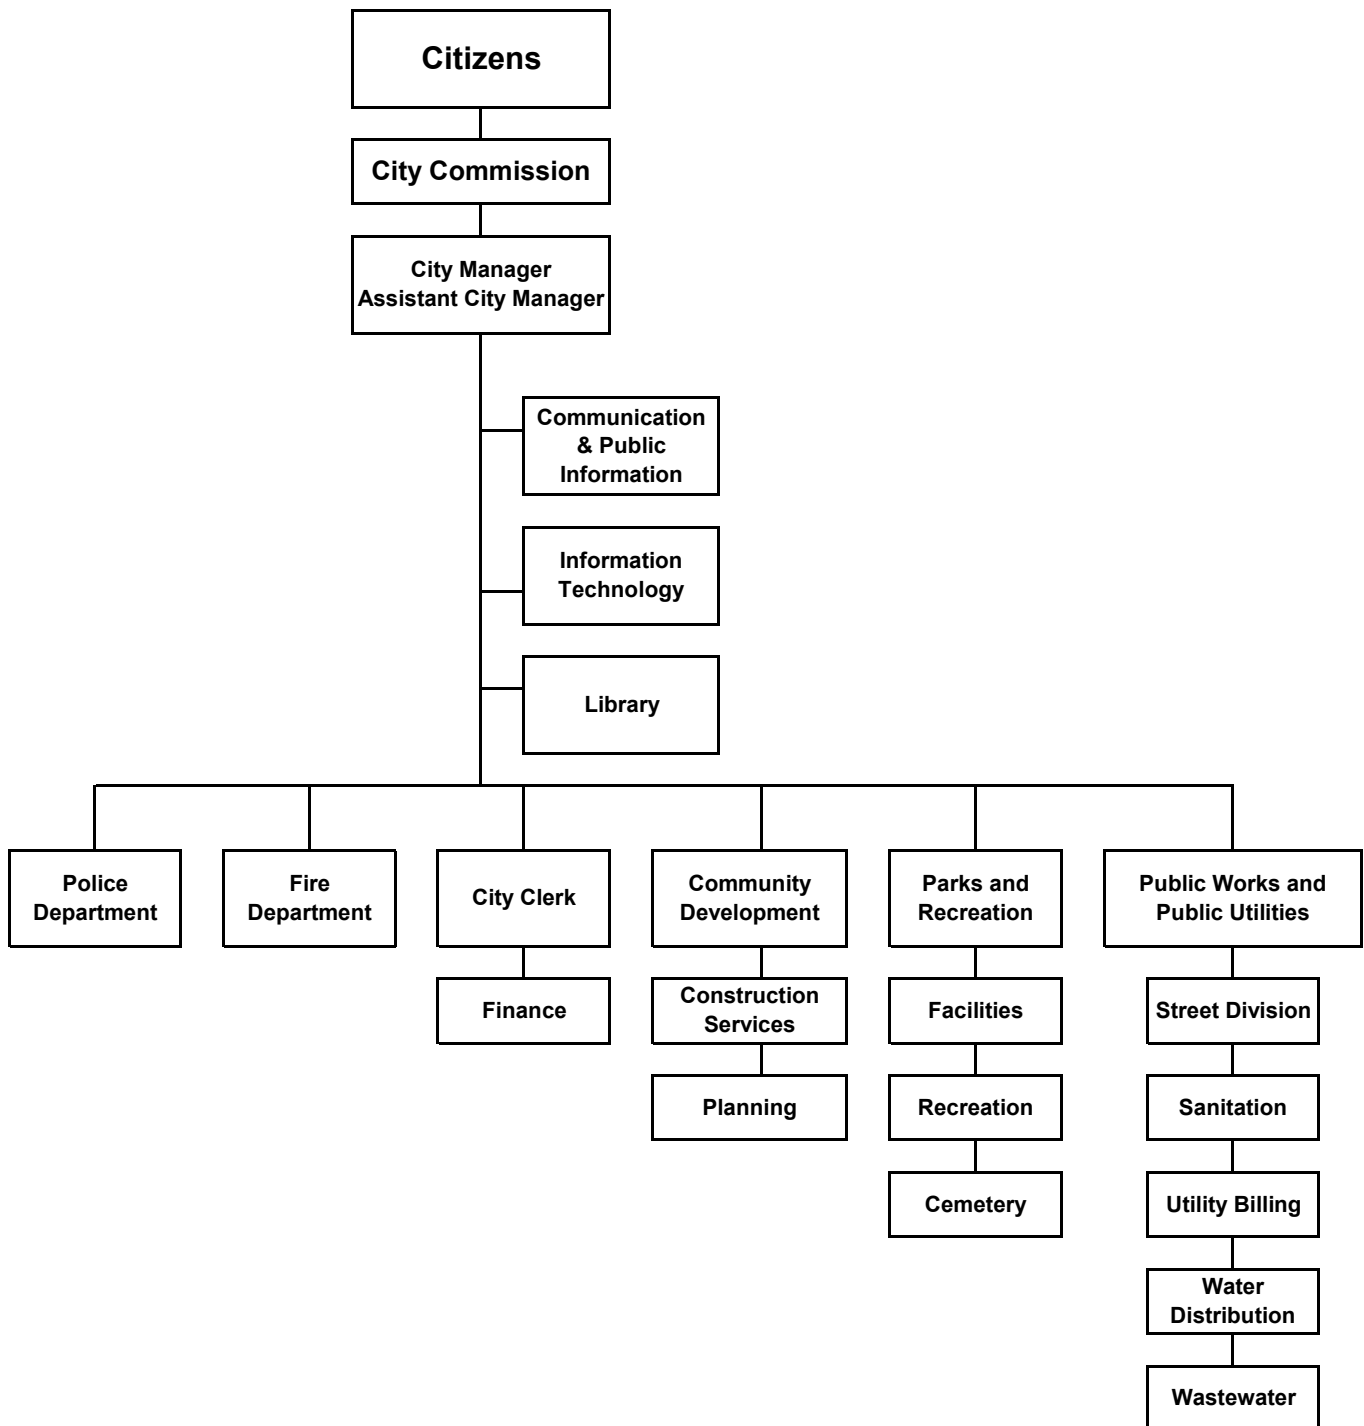 Citizens
City Commission
City Manager
Assistant City Manager
Communication
& Public
Information
Information
Technology
Library
Police
Department
Fire
Department
City Clerk
Community
Development
Parks and
Recreation
Public Works and
Public Utilities
Finance
Construction
Services
Facilities
Street Division
Planning
Recreation
Sanitation
Cemetery
Utility Billing
Water
Distribution
Wastewater